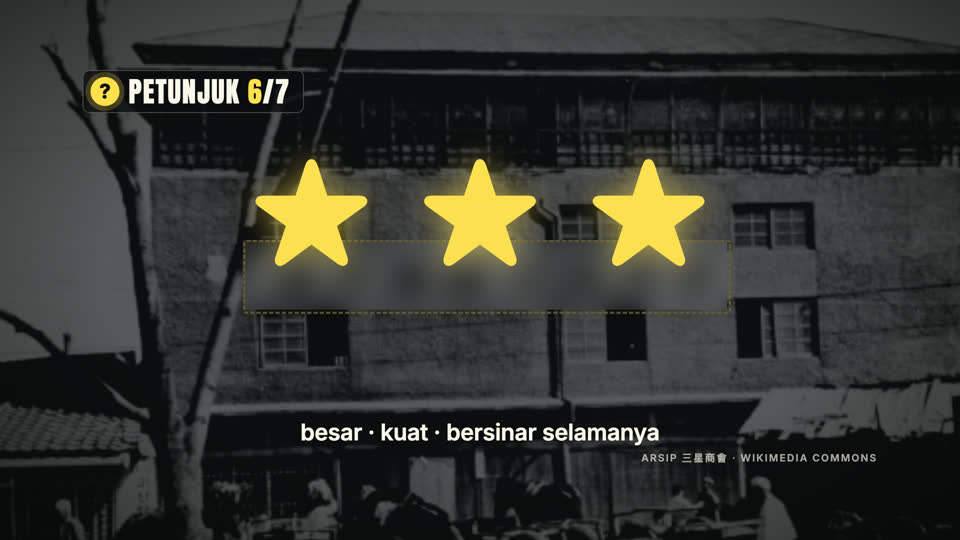 ? PETUNJUK 6/7
besar · kuat · bersinar selamanya
ARSIP 三星商會 · WIKIMEDIA COMMONS